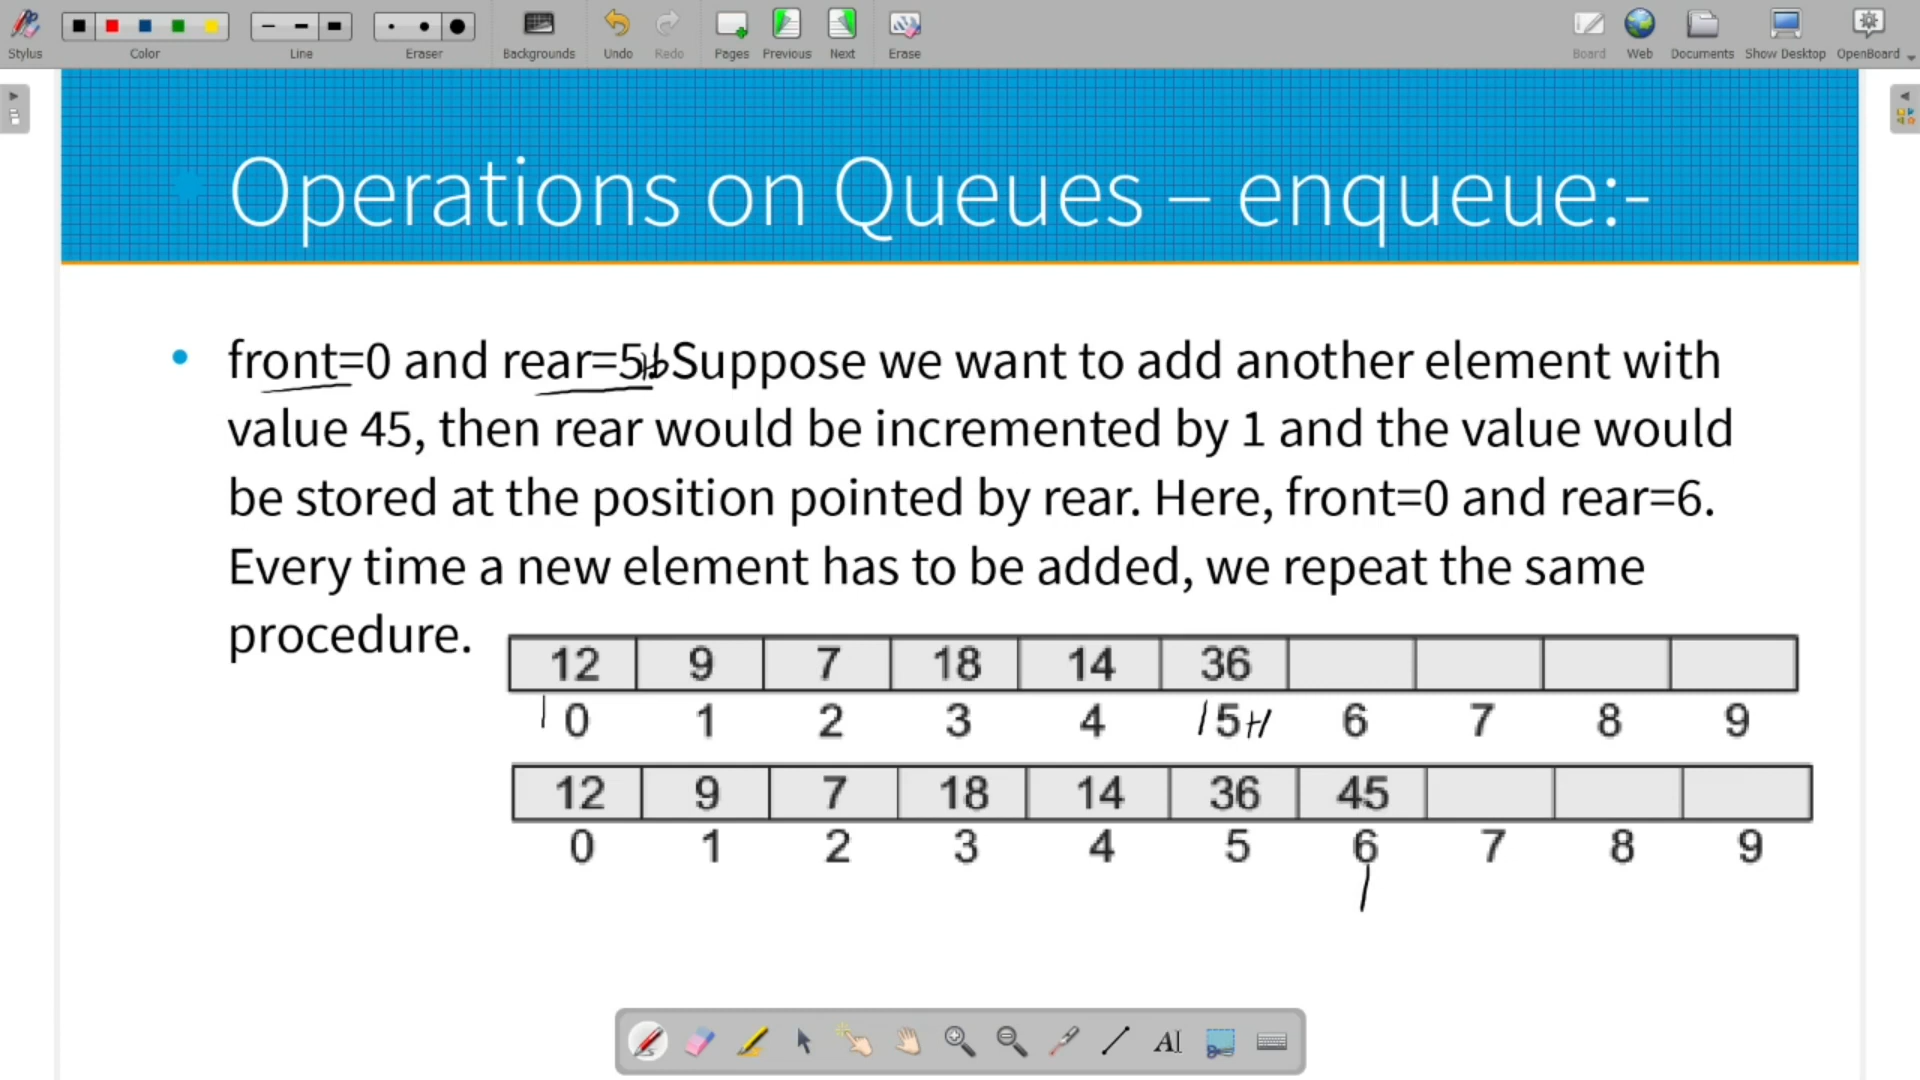 Stylus
Color
Line
Eraser
Backgrounds
Undo
Redo
Pages
Previous
Next
Erase
Board
Web
Documents
Show Desktop
OpenBoard
Operations on Queues – enqueue:-
front=0 and rear=5. Suppose we want to add another element with
value 45, then rear would be incremented by 1 and the value would
be stored at the position pointed by rear. Here, front=0 and rear=6.
Every time a new element has to be added, we repeat the same
procedure.
12 9 7 18 14 36
0 1 2 3 4 5 6 7 8 9
12 9 7 18 14 36 45
0 1 2 3 4 5 6 7 8 9
AI